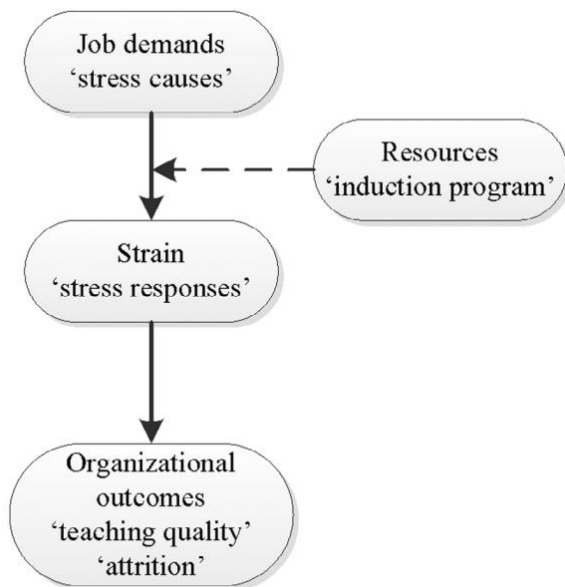 Job demands
‘stress causes’
Resources
‘induction program’
Strain
‘stress responses’
Organizational
outcomes
‘teaching quality’
‘attrition’